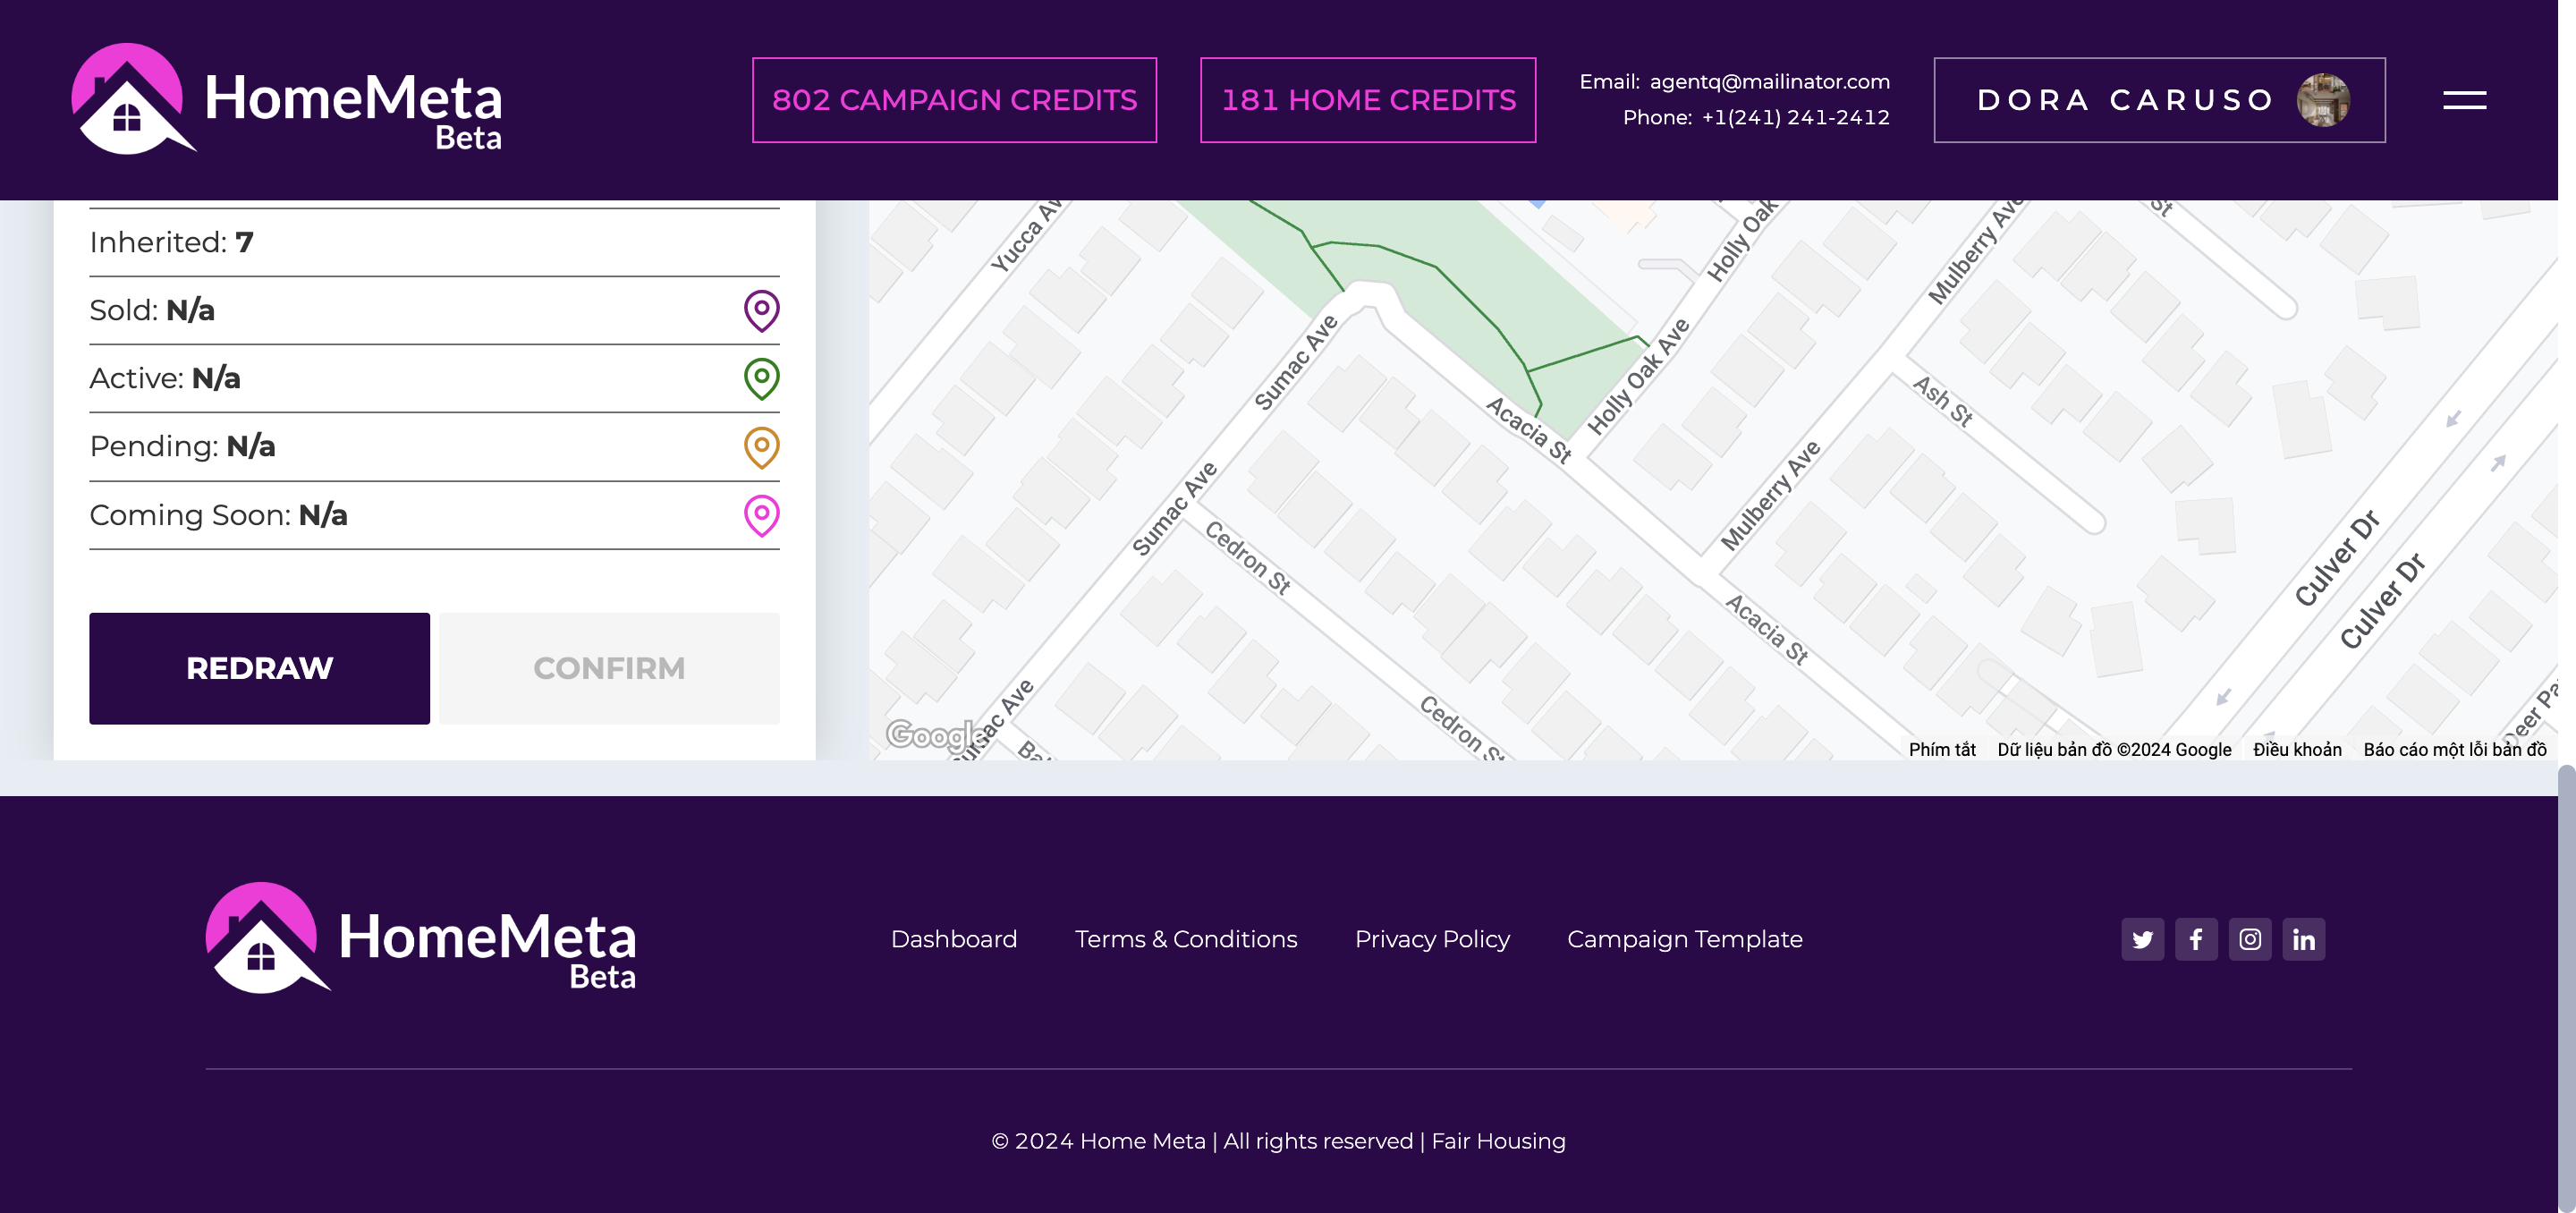 HomeMeta
Beta
802 CAMPAIGN CREDITS
181 HOME CREDITS
Email: agentq@mailinator.com
Phone: +1(241) 241-2412
DORA CARUSO
Inherited: 7
Sold: N/a
Active: N/a
Pending: N/a
Coming Soon: N/a
REDRAW
CONFIRM
Yucca Av
Holly Oak
Mulberry Ave
St
Sumac Ave
Holly Oak Ave
Acacia St
Ash St
Sumac Ave
Mulberry Ave
Cedron St
Culver Dr
Culver Dr
Acacia St
Sumac Ave
Cedron St
Deer Pa
Google
Phím tắt
Dữ liệu bản đồ ©2024 Google
Điều khoản
Báo cáo một lỗi bản đồ
HomeMeta
Beta
Dashboard
Terms & Conditions
Privacy Policy
Campaign Template
© 2024 Home Meta | All rights reserved | Fair Housing